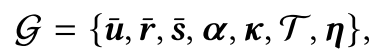 𝒢 = {ū, r̄, s̄, α, κ, 𝒯, η},